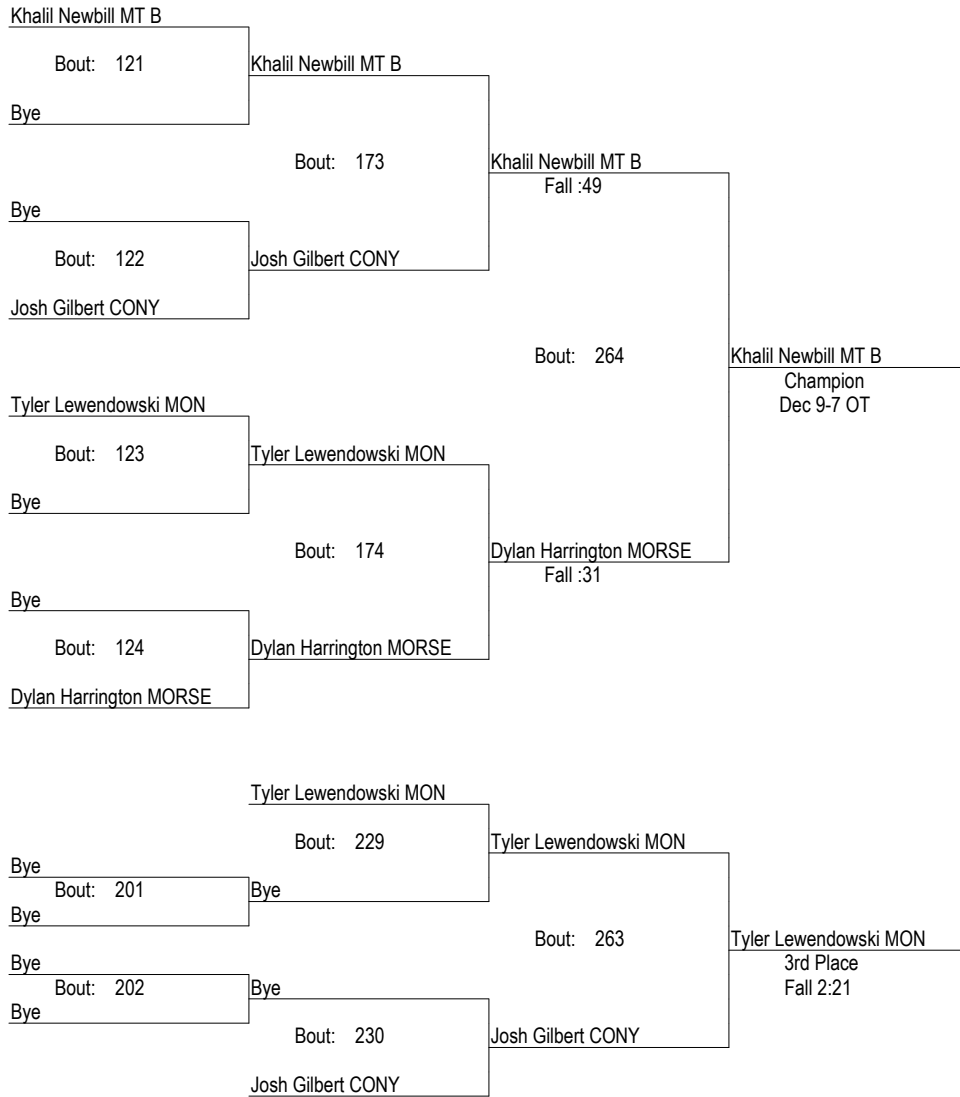 Khalil Newbill MT B
Bout: 121
Khalil Newbill MT B
Bye
Bout: 173
Khalil Newbill MT B
Fall :49
Bye
Bout: 122
Josh Gilbert CONY
Josh Gilbert CONY
Bout: 264
Khalil Newbill MT B
Champion
Dec 9-7 OT
Tyler Lewendowski MON
Bout: 123
Tyler Lewendowski MON
Bye
Bout: 174
Dylan Harrington MORSE
Fall :31
Bye
Bout: 124
Dylan Harrington MORSE
Dylan Harrington MORSE
Tyler Lewendowski MON
Bout: 229
Tyler Lewendowski MON
Bye
Bout: 201
Bye
Bye
Bout: 263
Tyler Lewendowski MON
3rd Place
Fall 2:21
Bye
Bout: 202
Bye
Bye
Bout: 230
Josh Gilbert CONY
Josh Gilbert CONY